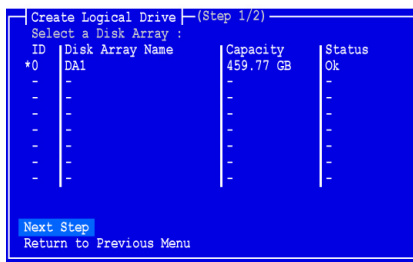 Create Logical Drive (Step 1/2)
Select a Disk Array :
ID Disk Array Name Capacity Status
*0 DA1 459.77 GB Ok
- - - -
- - - -
- - - -
- - - -
- - - -
- - - -
- - - -
Next Step
Return to Previous Menu